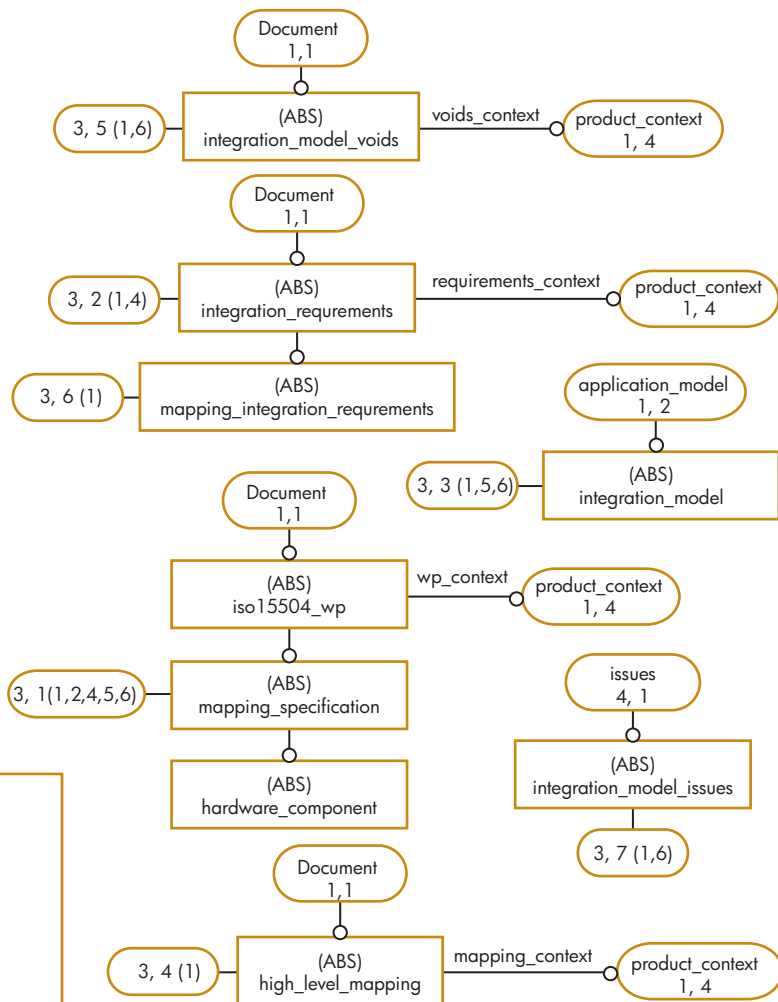 Document
1,1
3, 5 (1,6)
(ABS)
integration_model_voids
voids_context
product_context
1, 4
Document
1,1
3, 2 (1,4)
(ABS)
integration_requrements
requirements_context
product_context
1, 4
3, 6 (1)
(ABS)
mapping_integration_requrements
application_model
1, 2
3, 3 (1,5,6)
(ABS)
integration_model
Document
1,1
(ABS)
iso15504_wp
wp_context
product_context
1, 4
3, 1(1,2,4,5,6)
(ABS)
mapping_specification
issues
4, 1
(ABS)
hardware_component
(ABS)
integration_model_issues
3, 7 (1,6)
Document
1,1
3, 4 (1)
(ABS)
high_level_mapping
mapping_context
product_context
1, 4